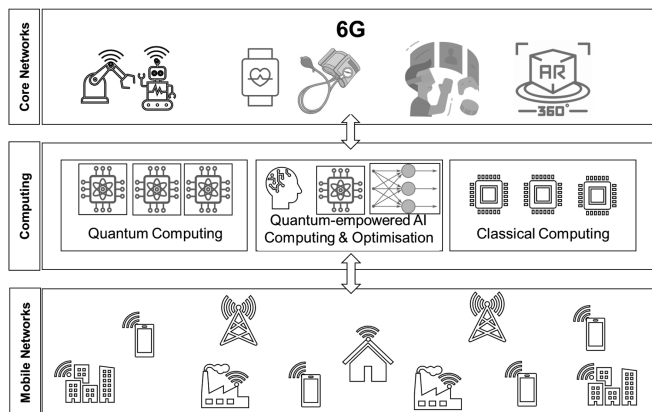 Core Networks
6G
AR
360°
Computing
Quantum Computing
Quantum-empowered AI
Computing & Optimisation
Classical Computing
Mobile Networks